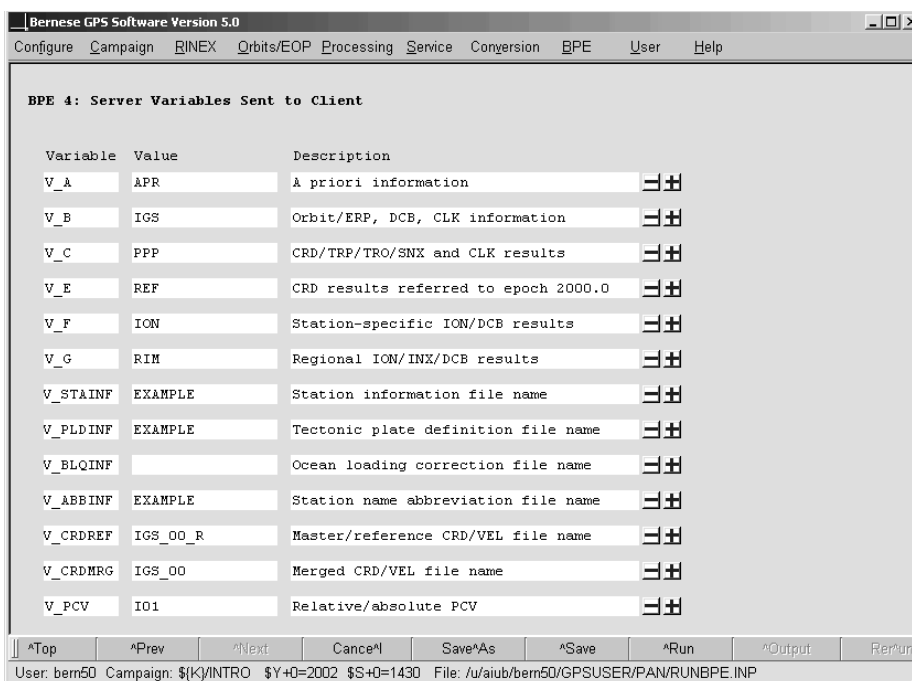 Bernese GPS Software Version 5.0
Configure Campaign RINEX Orbits/EOP Processing Service Conversion BPE User Help
BPE 4: Server Variables Sent to Client
Variable Value Description
V_A APR A priori information
V_B IGS Orbit/ERP, DCB, CLK information
V_C PPP CRD/TRP/TRO/SNX and CLK results
V_E REF CRD results referred to epoch 2000.0
V_F ION Station-specific ION/DCB results
V_G RIM Regional ION/INX/DCB results
V_STAINF EXAMPLE Station information file name
V_PLDINF EXAMPLE Tectonic plate definition file name
V_BLQINF Ocean loading correction file name
V_ABBINF EXAMPLE Station name abbreviation file name
V_CRDREF IGS_00_R Master/reference CRD/VEL file name
V_CRDMRG IGS_00 Merged CRD/VEL file name
V_PCV I01 Relative/absolute PCV
^Top ^Prev ^Next Cance^l Save^As ^Save ^Run ^Output Rer^un
User: bern50 Campaign: ${K}/INTRO $Y+0=2002 $S+0=1430 File: /u/aiub/bern50/GPSUSER/PAN/RUNBPE.INP